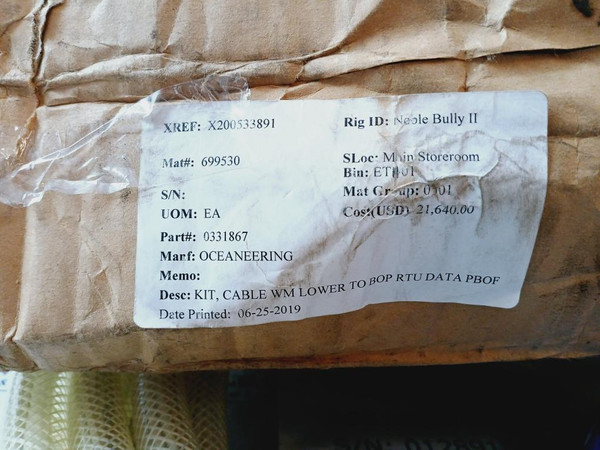 XREF: X200533891
Rig ID: Noble Bully II
Mat#: 699530
SLoc: Main Storeroom
Bin: ETH01
S/N:
Mat Group: 0001
UOM: EA
Cost(USD) 21,640.00
Part#: 0331867
Manf: OCEANEERING
Memo:
Desc: KIT, CABLE WM LOWER TO BOP RTU DATA PBOF
Date Printed: 06-25-2019